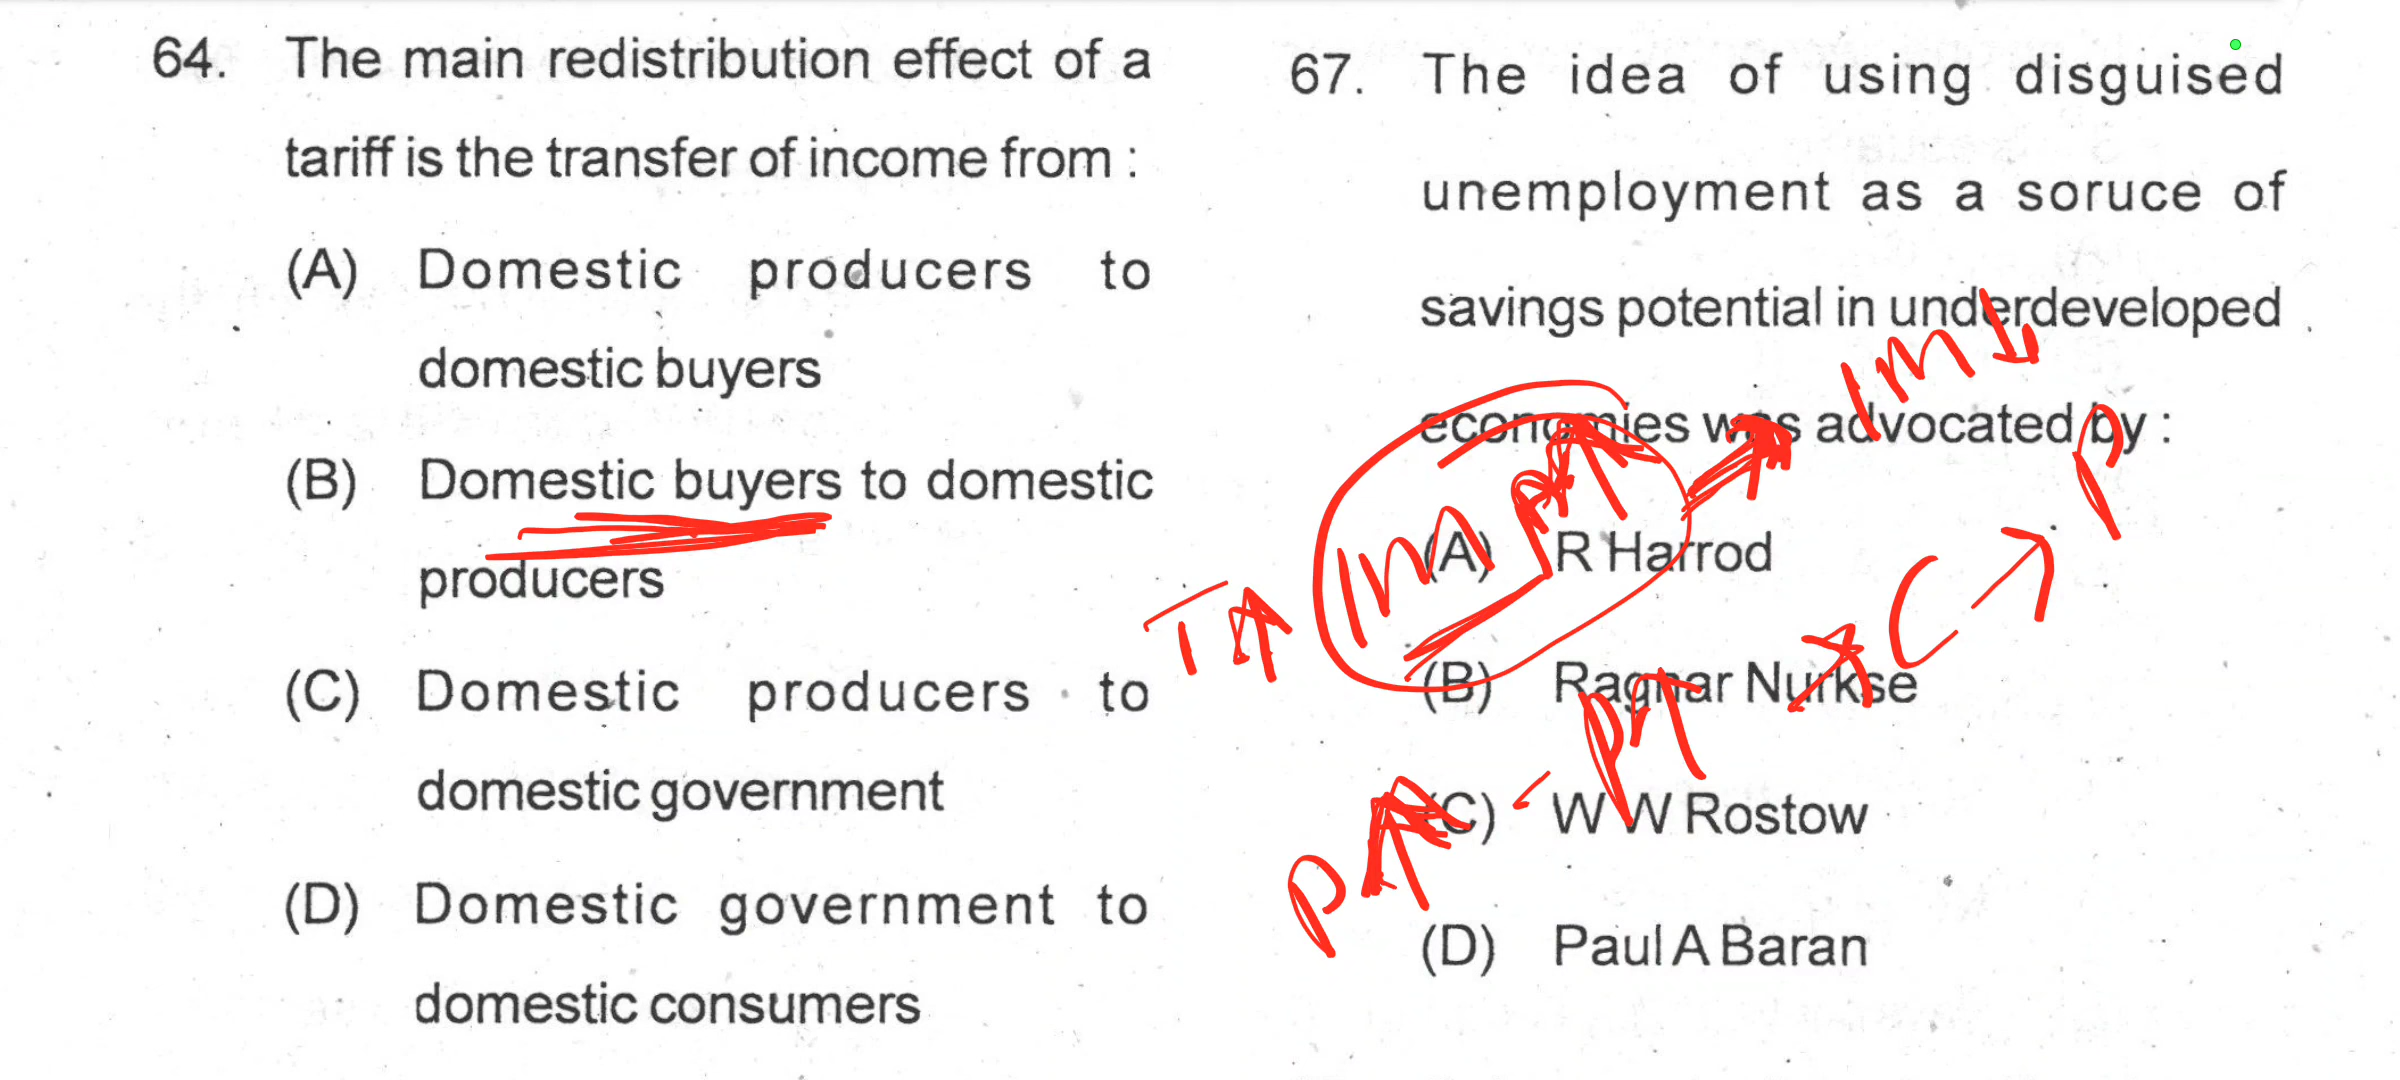 64. The main redistribution effect of a
tariff is the transfer of income from :
(A) Domestic producers to
domestic buyers
(B) Domestic buyers to domestic
producers
(C) Domestic producers to
domestic government
(D) Domestic government to
domestic consumers
67. The idea of using disguised
unemployment as a soruce of
savings potential in underdeveloped
economies was advocated by :
(A) R Harrod
(B) Ragnar Nurkse
(C) W W Rostow
(D) Paul A Baran
T↑
IM P↑
IM↓
P↑ - P↑
C → P